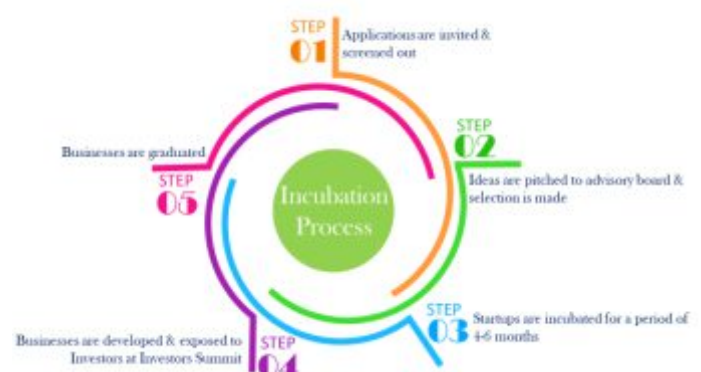 STEP
01
Applications are invited &
screened out
STEP
02
Ideas are pitched to advisory board &
selection is made
STEP
03
Startups are incubated for a period of
4-6 months
STEP
04
Businesses are developed & exposed to
Investors at Investors Summit
STEP
05
Businesses are graduated
Incubation
Process